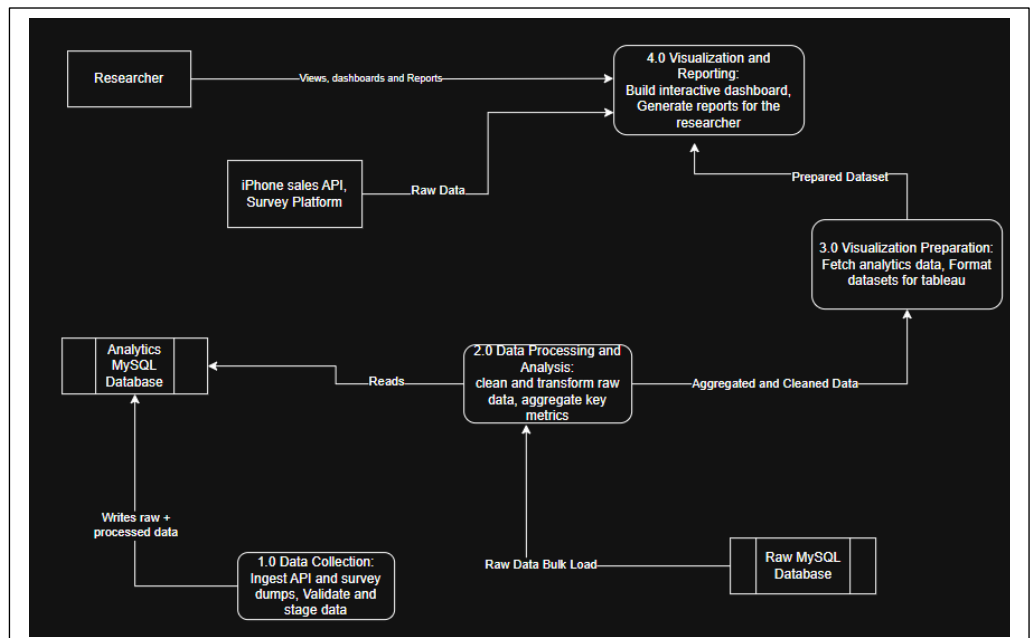 Researcher
Views, dashboards and Reports
4.0 Visualization and
Reporting:
Build interactive dashboard,
Generate reports for the
researcher
iPhone sales API,
Survey Platform
Raw Data
Prepared Dataset
3.0 Visualization Preparation:
Fetch analytics data, Format
datasets for tableau
Analytics
MySQL
Database
Reads
2.0 Data Processing and
Analysis:
clean and transform raw
data, aggregate key
metrics
Aggregated and Cleaned Data
Writes raw +
processed data
1.0 Data Collection:
Ingest API and survey
dumps, Validate and
stage data
Raw Data Bulk Load
Raw MySQL
Database